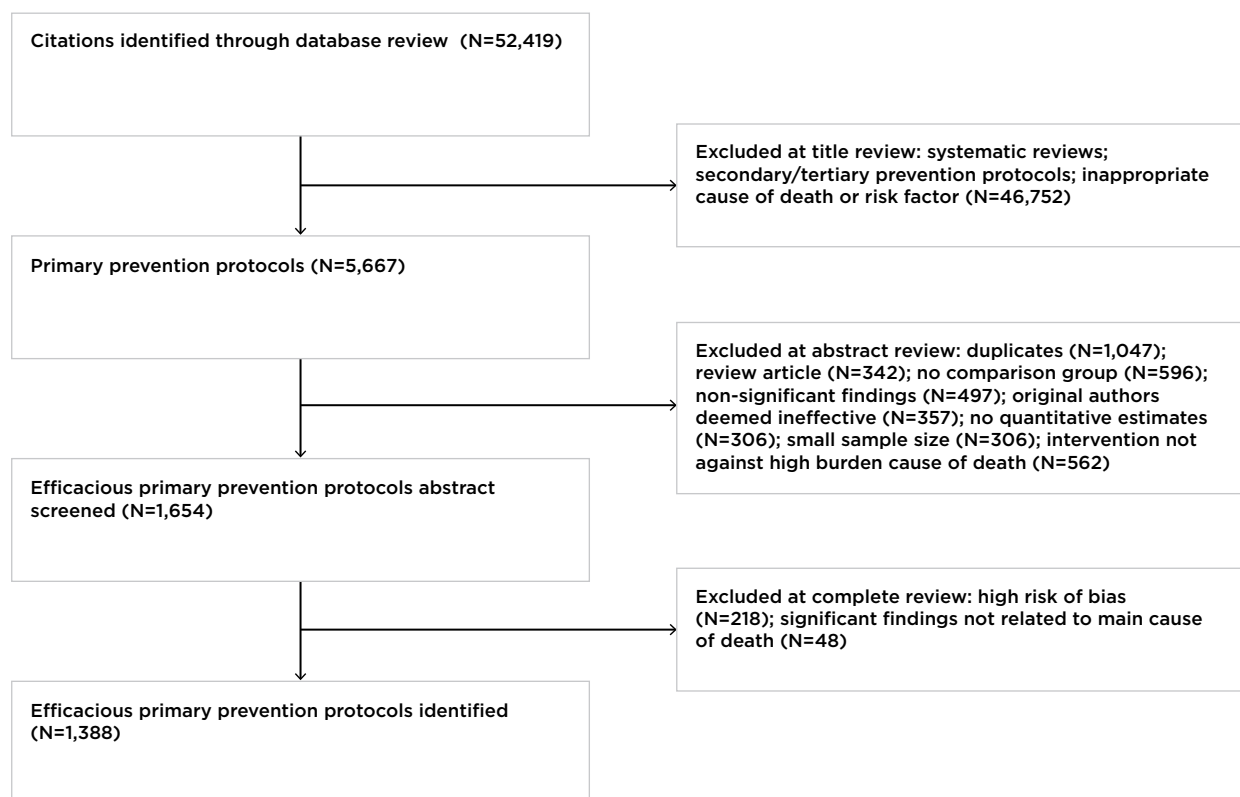 Citations identified through database review (N=52,419)
Excluded at title review: systematic reviews;
secondary/tertiary prevention protocols; inappropriate
cause of death or risk factor (N=46,752)
Primary prevention protocols (N=5,667)
Excluded at abstract review: duplicates (N=1,047);
review article (N=342); no comparison group (N=596);
non-significant findings (N=497); original authors
deemed ineffective (N=357); no quantitative estimates
(N=306); small sample size (N=306); intervention not
against high burden cause of death (N=562)
Efficacious primary prevention protocols abstract
screened (N=1,654)
Excluded at complete review: high risk of bias
(N=218); significant findings not related to main cause
of death (N=48)
Efficacious primary prevention protocols identified
(N=1,388)